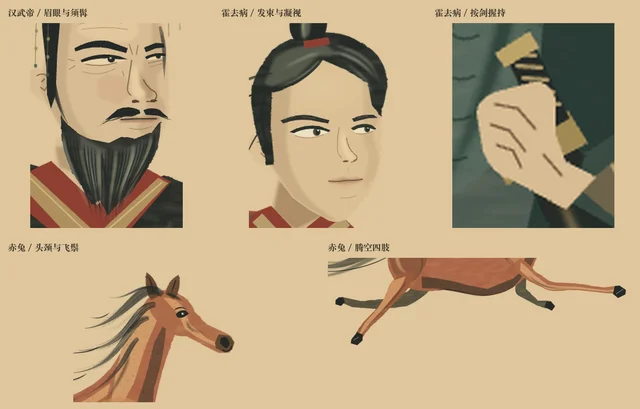 汉武帝 / 眉眼与须髯
霍去病 / 发束与凝视
霍去病 / 按剑握持
赤兔 / 头颈与飞鬃
赤兔 / 腾空四肢